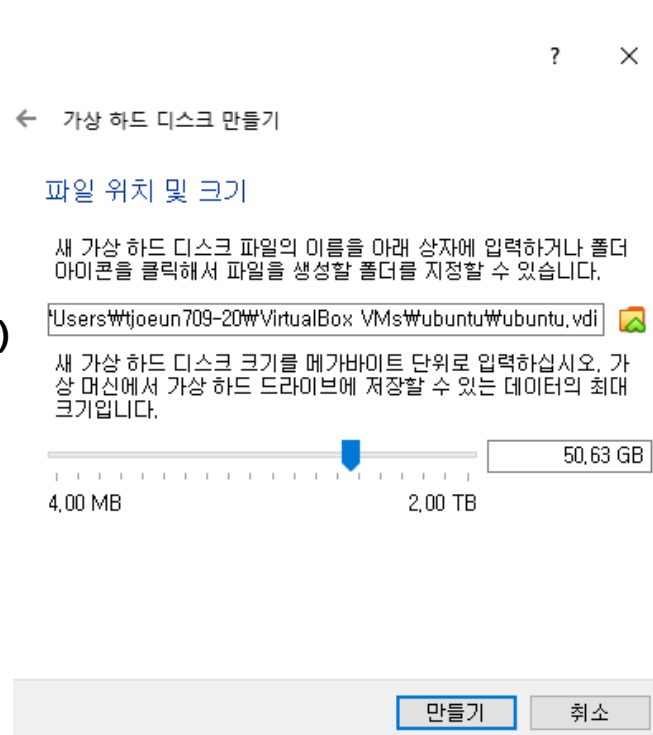 ?
가상 하드 디스크 만들기
파일 위치 및 크기
새 가상 하드 디스크 파일의 이름을 아래 상자에 입력하거나 폴더
아이콘을 클릭해서 파일을 생성할 폴더를 지정할 수 있습니다.
)
Users₩tjoeun709-20₩VirtualBox VMs₩ubuntu₩ubuntu.vdi
새 가상 하드 디스크 크기를 메가바이트 단위로 입력하십시오. 가
상 머신에서 가상 하드 드라이브에 저장할 수 있는 데이터의 최대
크기입니다.
50,63 GB
4,00 MB 2,00 TB
만들기 취소